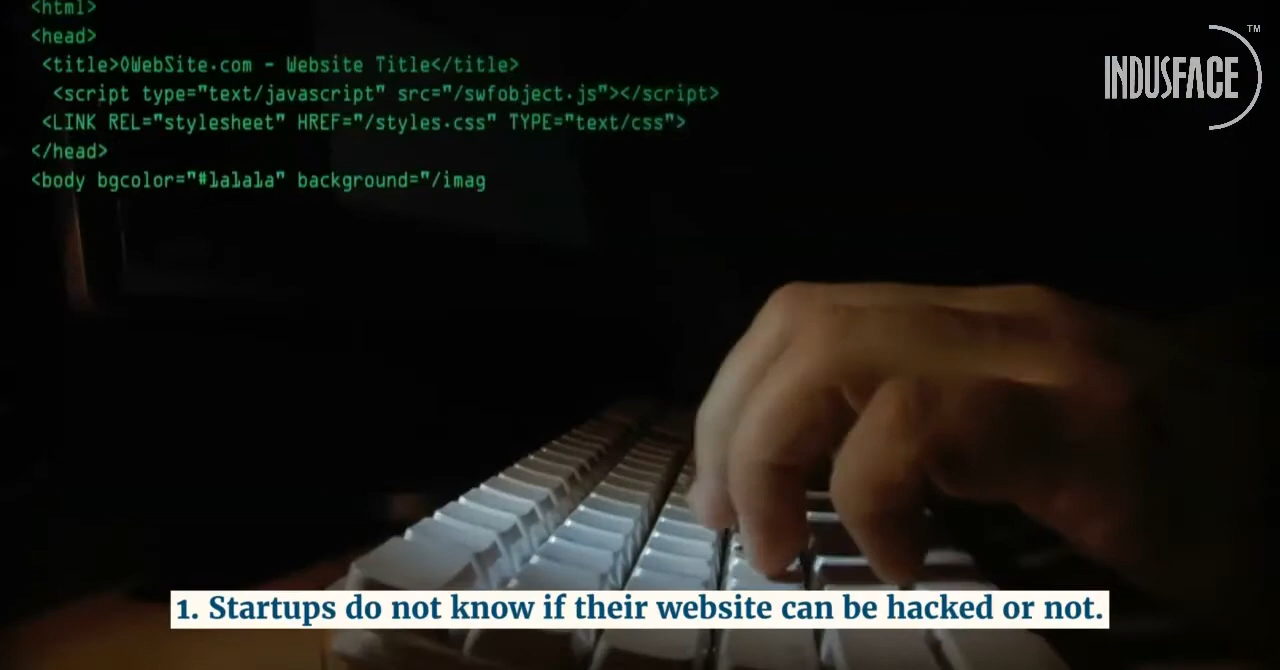 <html>
<head>
<title>0WebSite.com - Website Title</title>
<script type="text/javascript" src="/swfobject.js"></script>
<LINK REL="stylesheet" HREF="/styles.css" TYPE="text/css">
</head>
<body bgcolor="#1a1a1a" background="/imag
INDUSFACE™
1. Startups do not know if their website can be hacked or not.